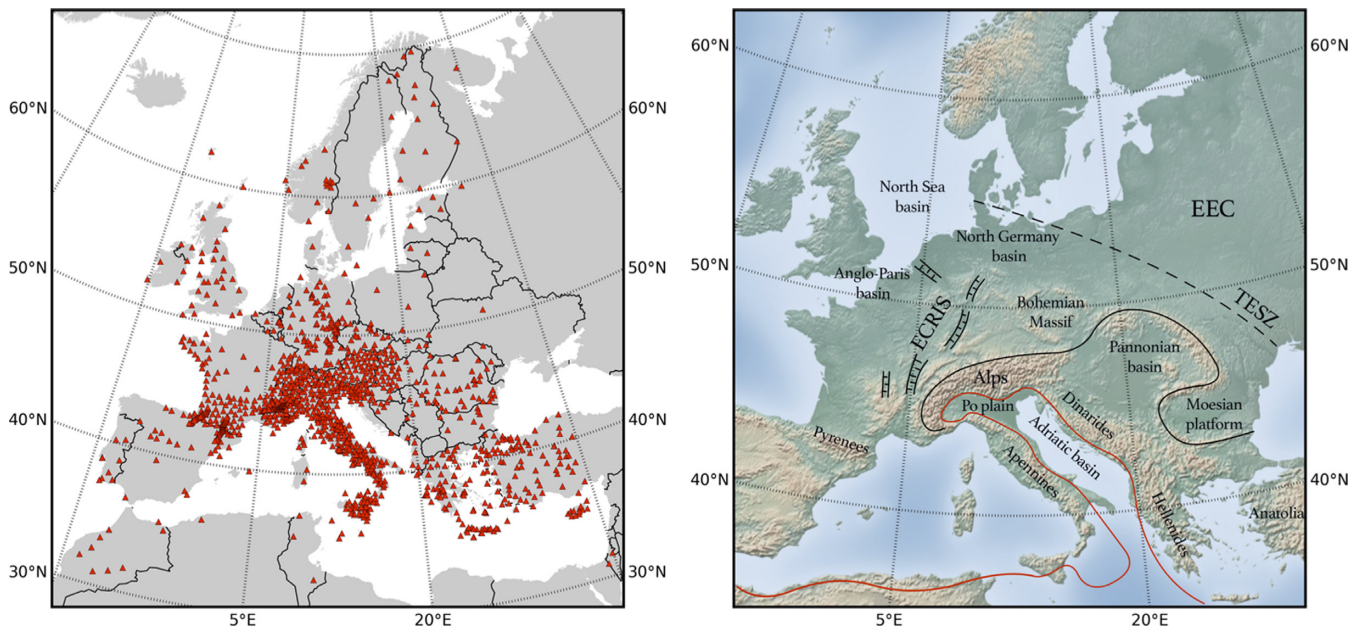 60°N
50°N
40°N
30°N
60°N
50°N
40°N
30°N
5°E
20°E
60°N
50°N
40°N
60°N
50°N
40°N
North Sea
basin
EEC
North Germany
basin
Anglo-Paris
basin
ECRIS
Bohemian
Massif
TESZ
Pannonian
basin
Alps
Po plain
Dinarides
Moesian
platform
Pyrenees
Adriatic basin
Apennines
Hellenides
Anatolia
5°E
20°E